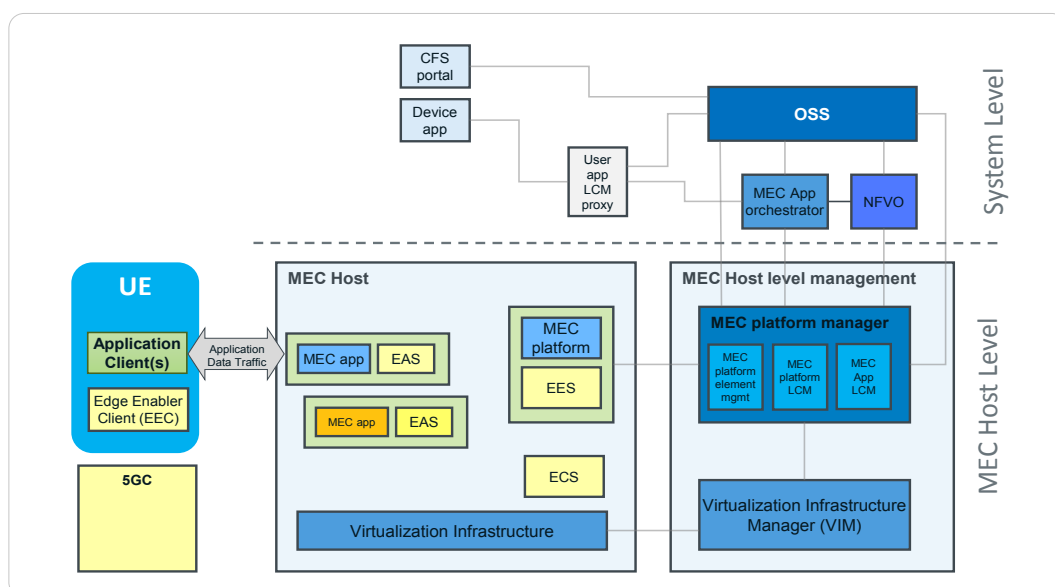 CFS
portal
Device
app
User
app
LCM
proxy
OSS
MEC App
orchestrator
NFVO
System Level
UE
Application
Client(s)
Edge Enabler
Client (EEC)
5GC
Application
Data Traffic
MEC Host
MEC app
EAS
MEC app
EAS
MEC
platform
EES
ECS
Virtualization Infrastructure
MEC Host level management
MEC platform manager
MEC
platform
element
mgmt
MEC
platform
LCM
MEC
App
LCM
Virtualization Infrastructure
Manager (VIM)
MEC Host Level